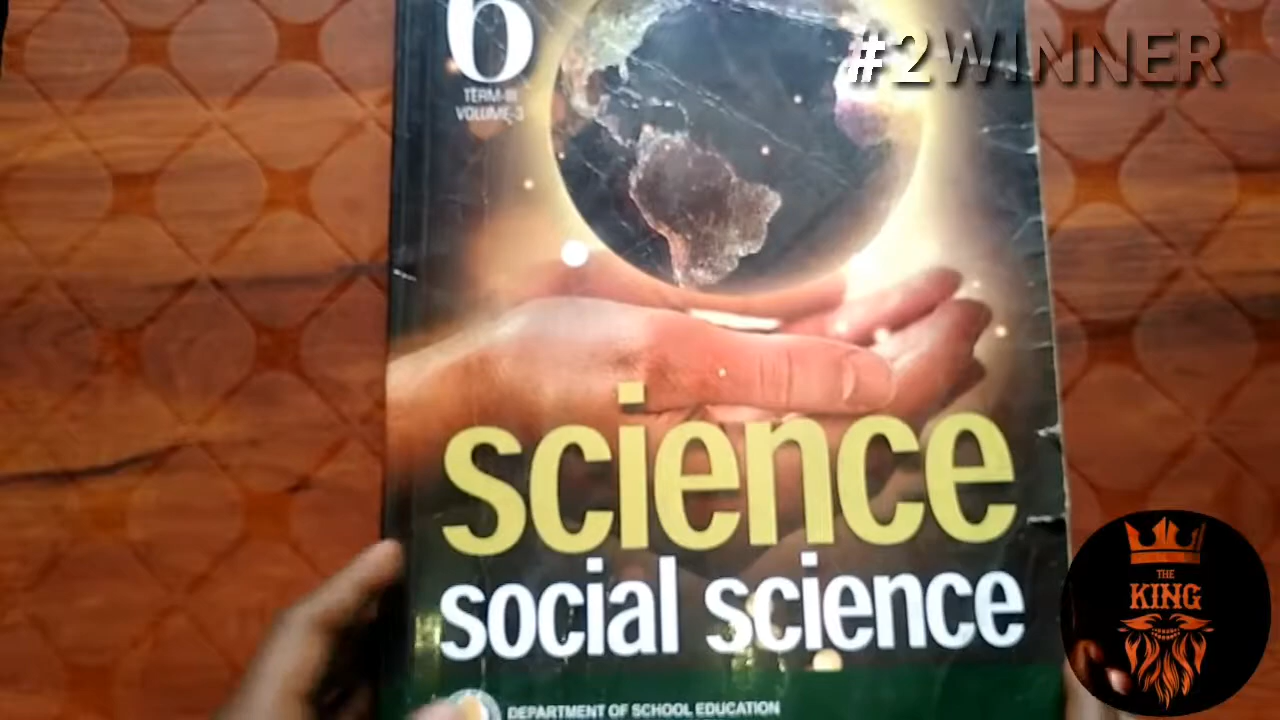 6
TERM-III
VOLUME-3
#2WINNER
science
social science
THE
KING
DEPARTMENT OF SCHOOL EDUCATION